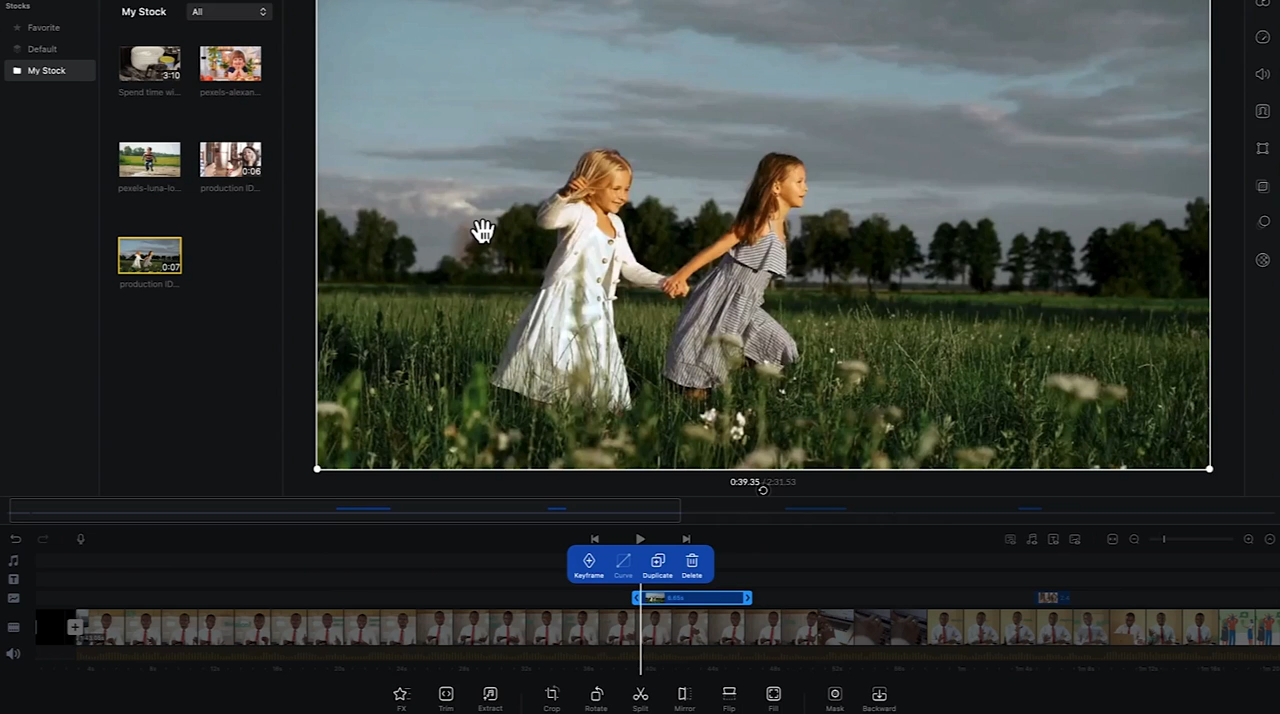 Stocks
Favorite
Default
My Stock
My Stock
All
3:10
Spend time wi...
pexels-alexan...
pexels-luna-lo...
0:06
production ID...
0:07
production ID...
0:39.35 / 2:31.53
Keyframe
Curve
Duplicate
Delete
FX
Trim
Extract
Crop
Rotate
Split
Mirror
Flip
Fill
Mask
Backward